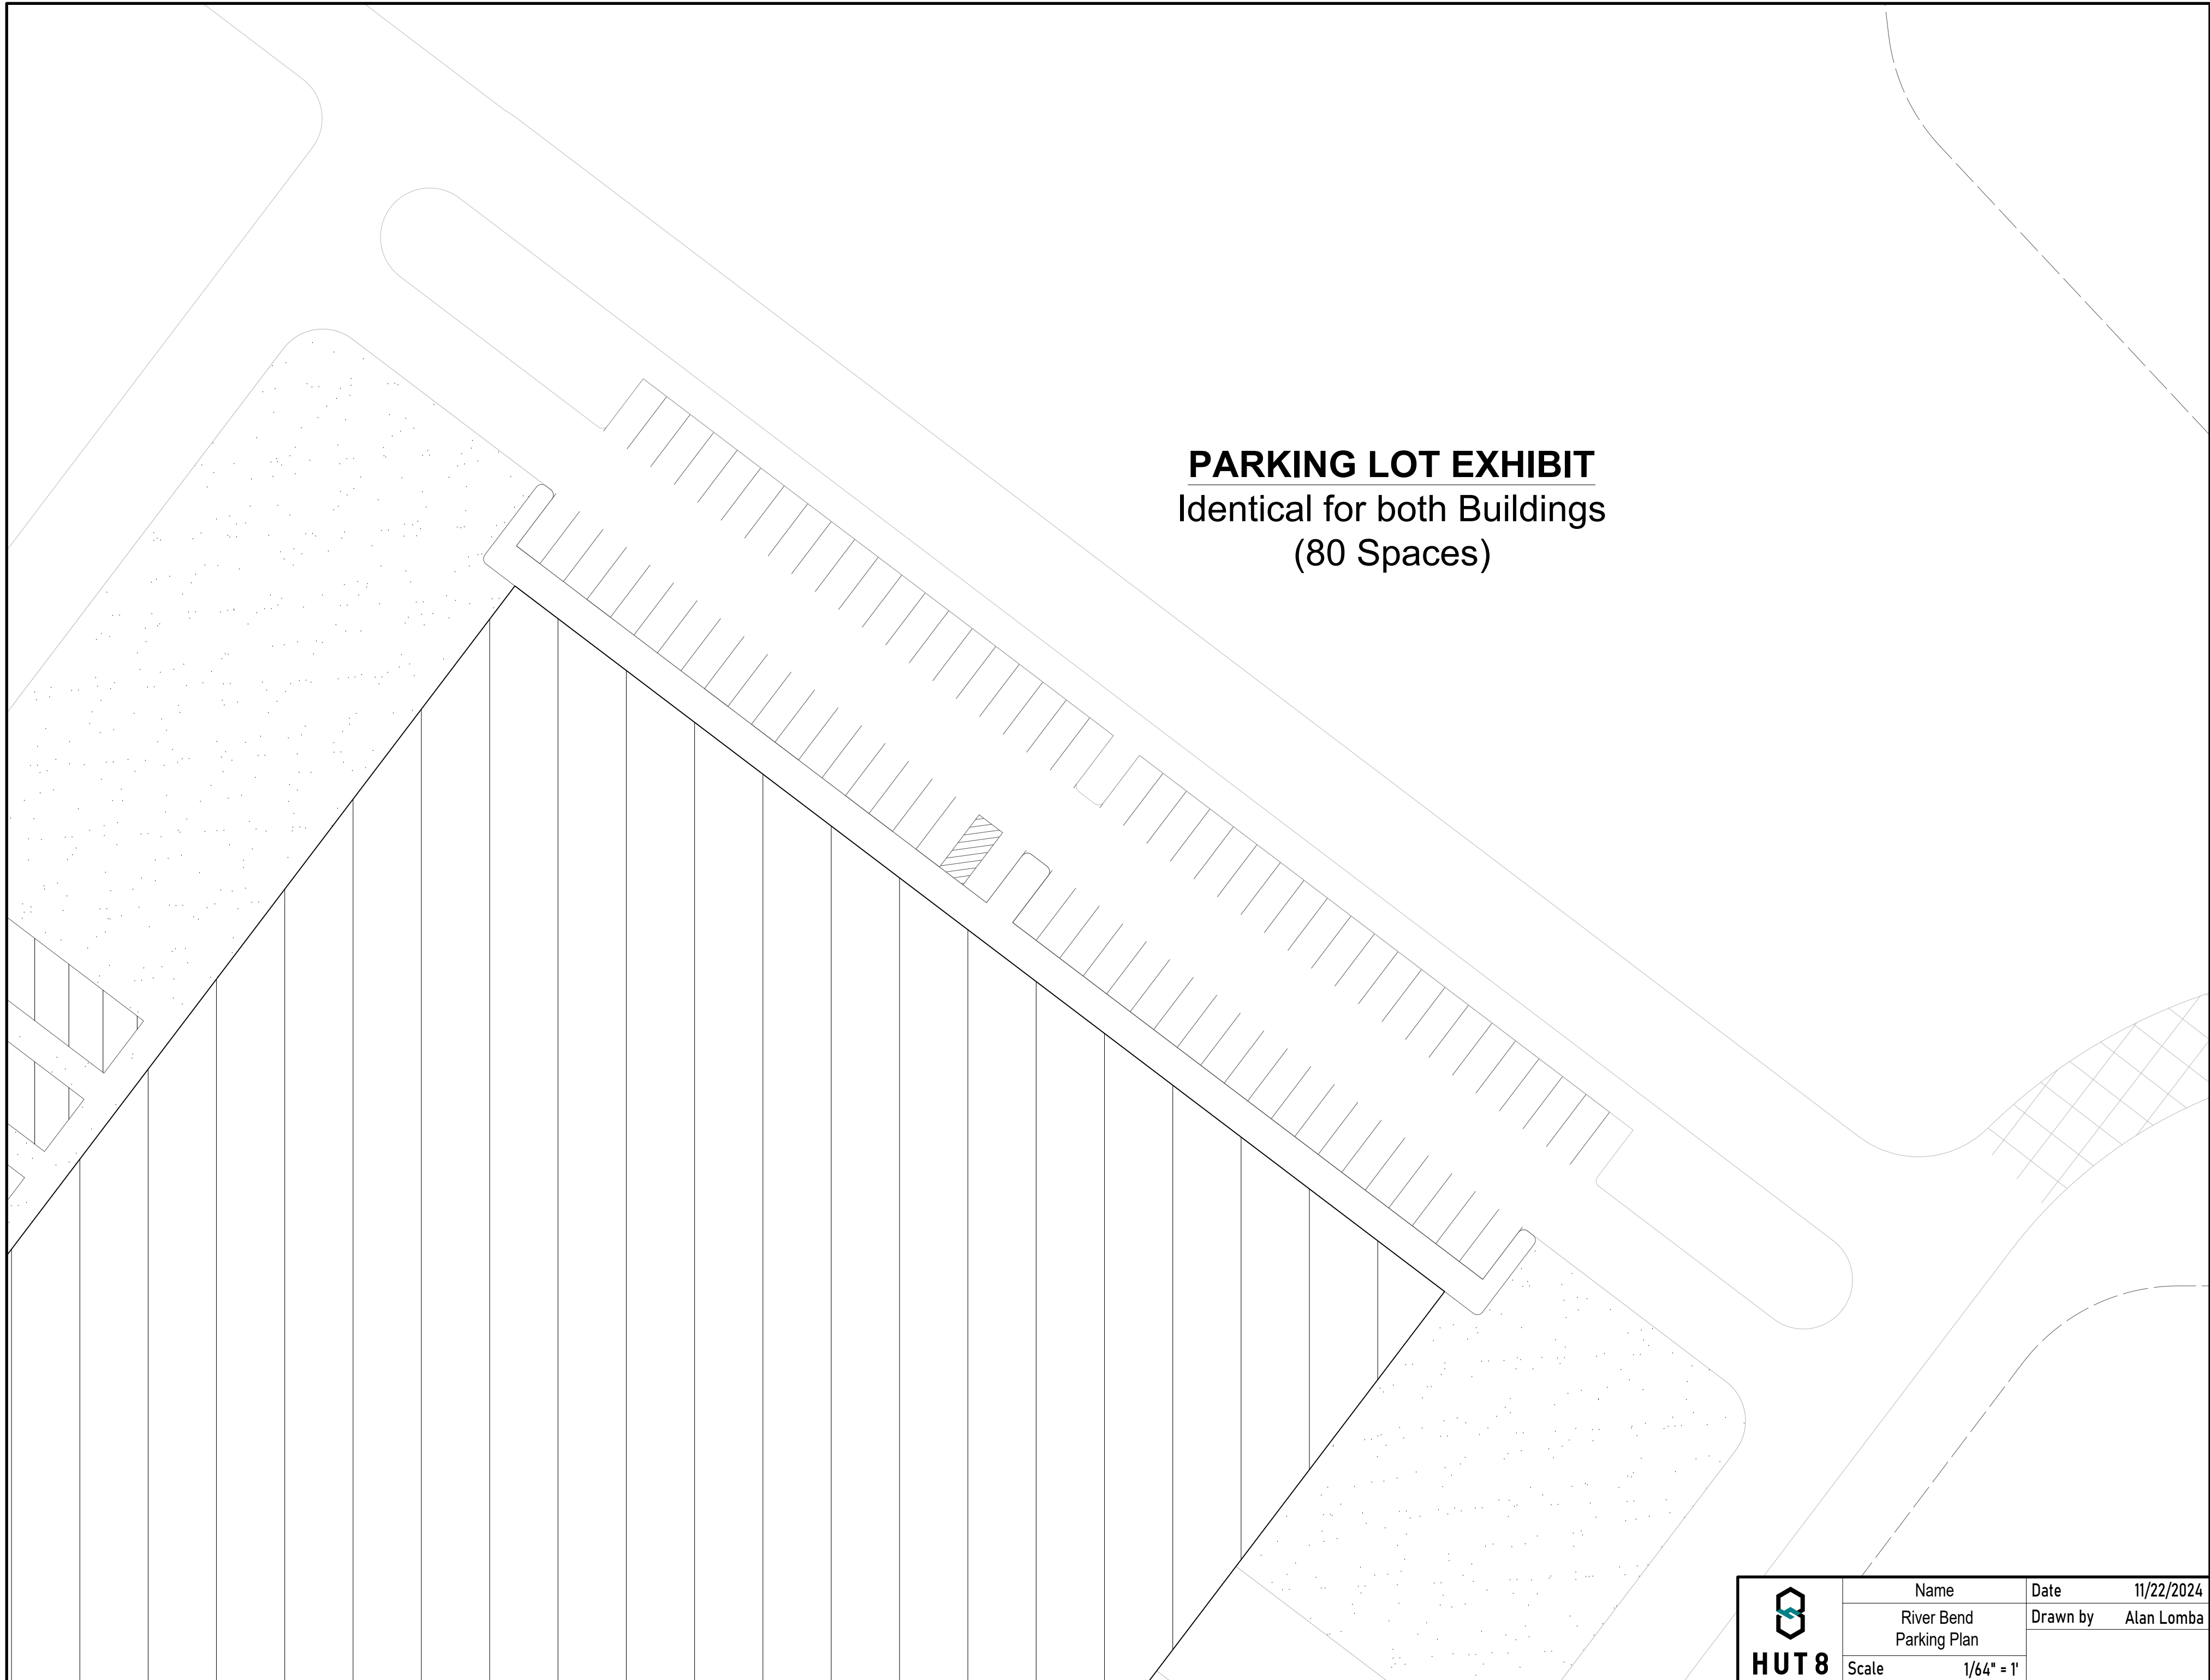 PARKING LOT EXHIBIT
Identical for both Buildings
(80 Spaces)
HUT 8
Name
River Bend
Parking Plan
Scale 1/64" = 1'
Date 11/22/2024
Drawn by Alan Lomba